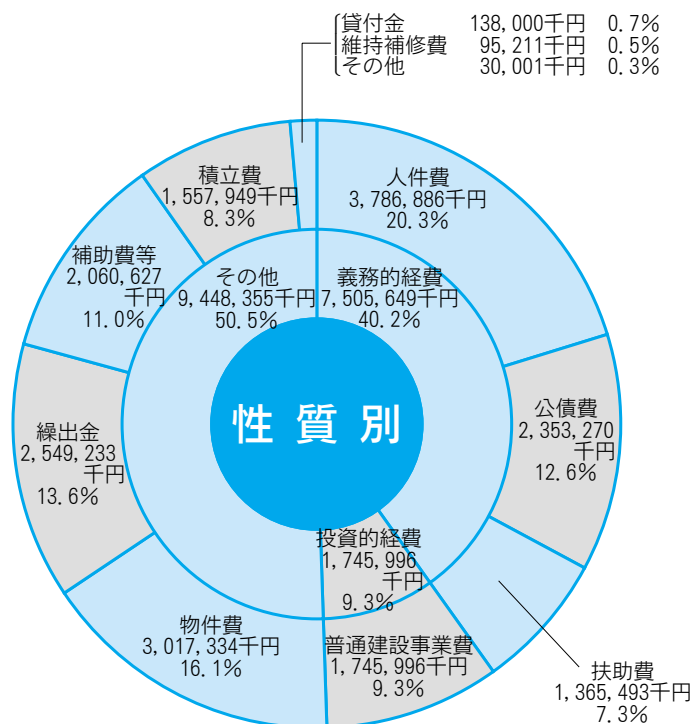 貸付金 138,000千円 0.7%
維持補修費 95,211千円 0.5%
その他 30,001千円 0.3%
人件費
3,786,886千円
20.3%
積立費
1,557,949千円
8.3%
補助費等
2,060,627
千円
11.0%
その他
9,448,355千円
50.5%
義務的経費
7,505,649千円
40.2%
性質別
公債費
2,353,270
千円
12.6%
繰出金
2,549,233
千円
13.6%
投資的経費
1,745,996
千円
9.3%
物件費
3,017,334千円
16.1%
普通建設事業費
1,745,996千円
9.3%
扶助費
1,365,493千円
7.3%